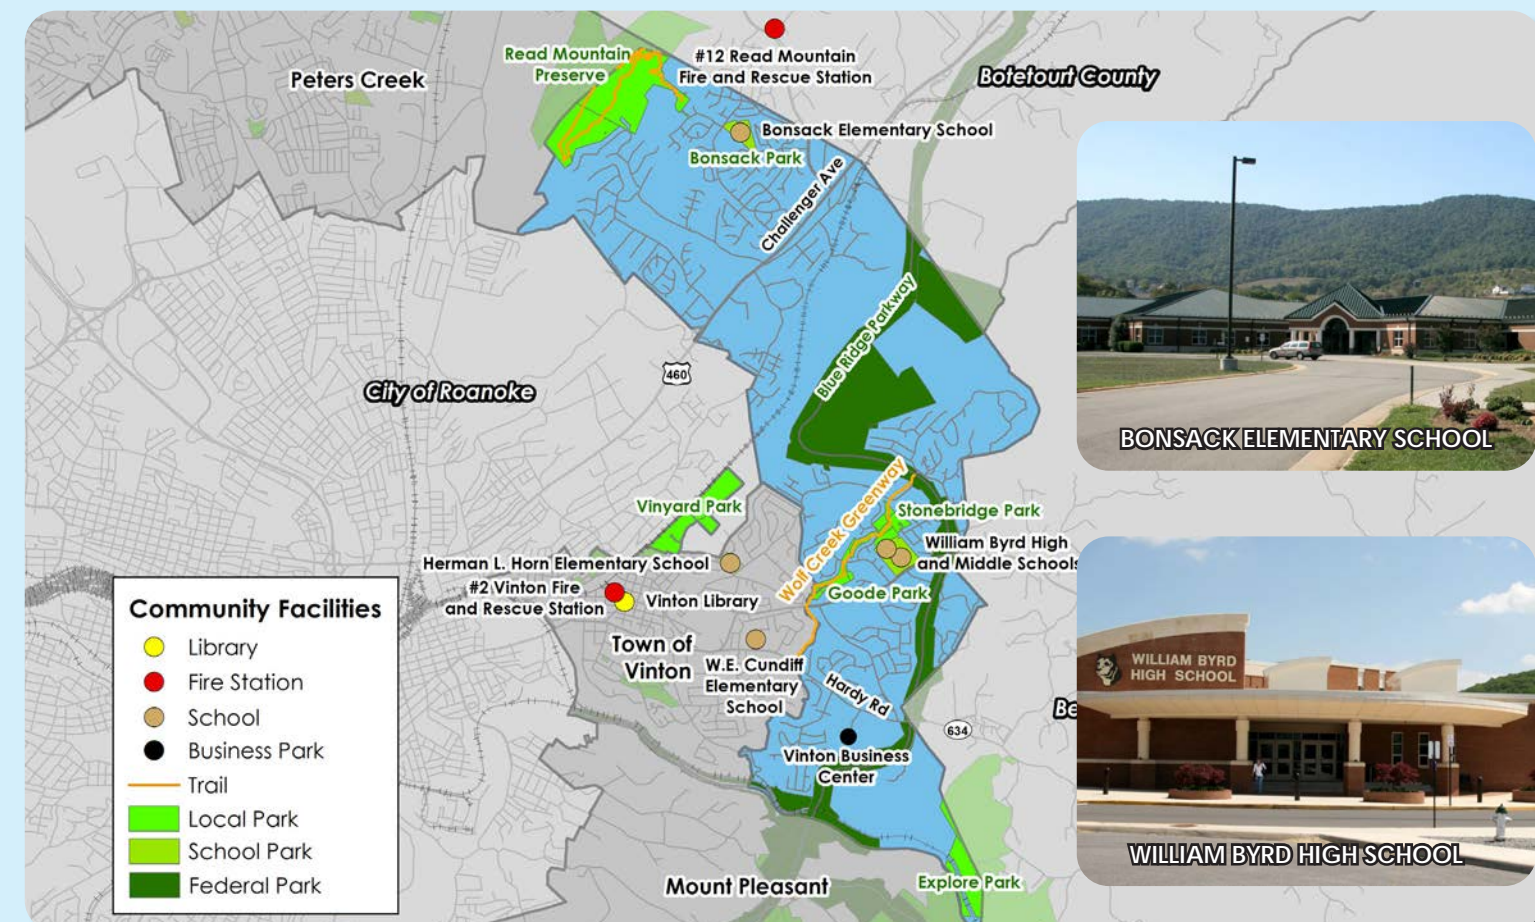 Peters Creek
Read Mountain
Preserve
#12 Read Mountain
Fire and Rescue Station
Botetourt County
Bonsack Elementary School
Bonsack Park
Challenger Ave
Blue Ridge Parkway
460
City of Roanoke
Vinyard Park
Wolf Creek Greenway
Stonebridge Park
William Byrd High
and Middle Schools
Herman L. Horn Elementary School
#2 Vinton Fire
and Rescue Station
Vinton Library
Goode Park
Town of
Vinton
W.E. Cundiff
Elementary
School
Hardy Rd
Be
634
Vinton Business
Center
Mount Pleasant
Explore Park
Community Facilities
Library
Fire Station
School
Business Park
Trail
Local Park
School Park
Federal Park
BONSACK ELEMENTARY SCHOOL
WILLIAM BYRD
HIGH SCHOOL
WILLIAM BYRD HIGH SCHOOL